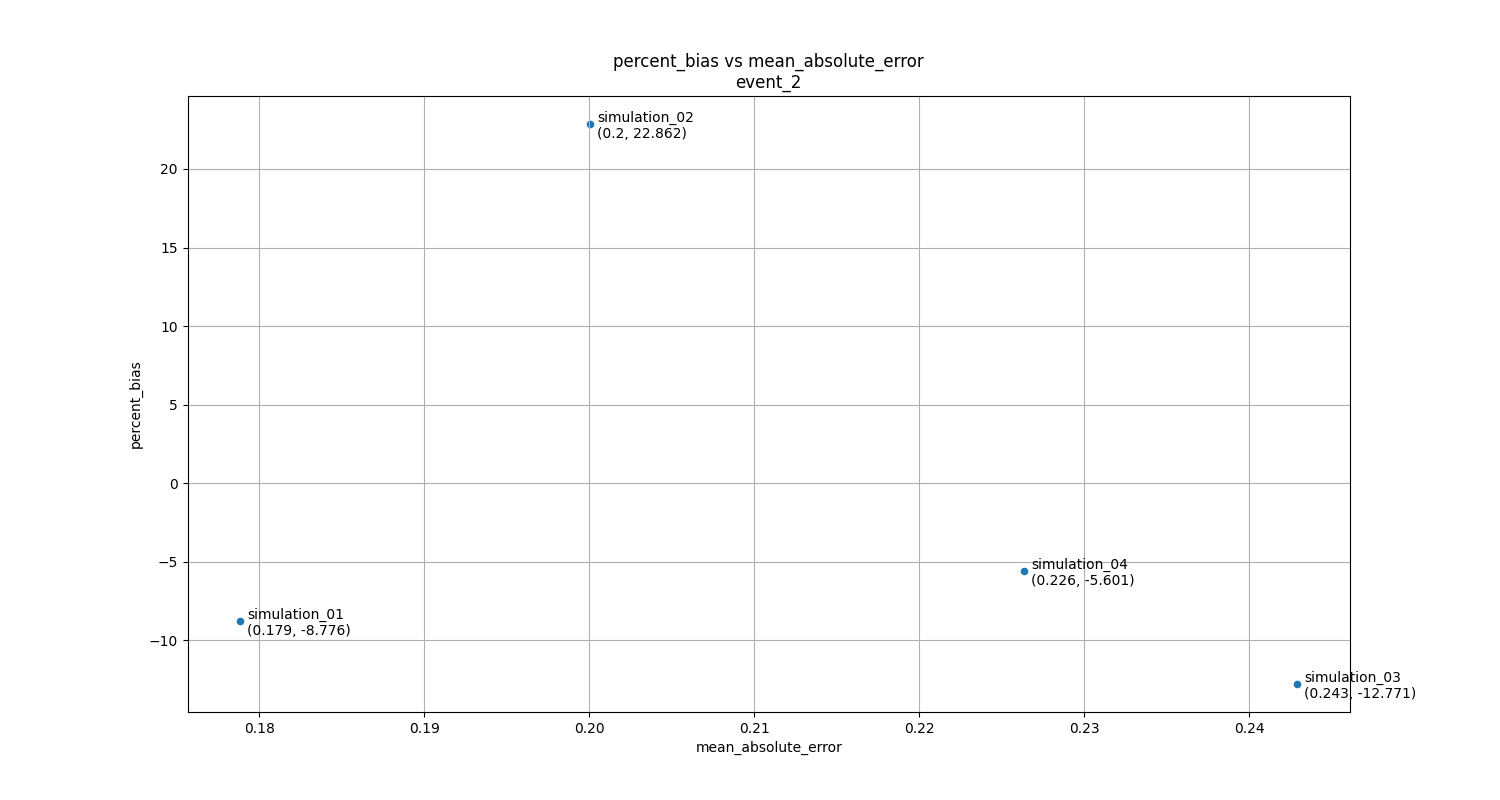 percent_bias vs mean_absolute_error
event_2
simulation_02
(0.2, 22.862)
20
15
10
5
0
−5
−10
percent_bias
simulation_04
(0.226, -5.601)
simulation_01
(0.179, -8.776)
simulation_03
(0.243, -12.771)
0.18 0.19 0.20 0.21 0.22 0.23 0.24
mean_absolute_error